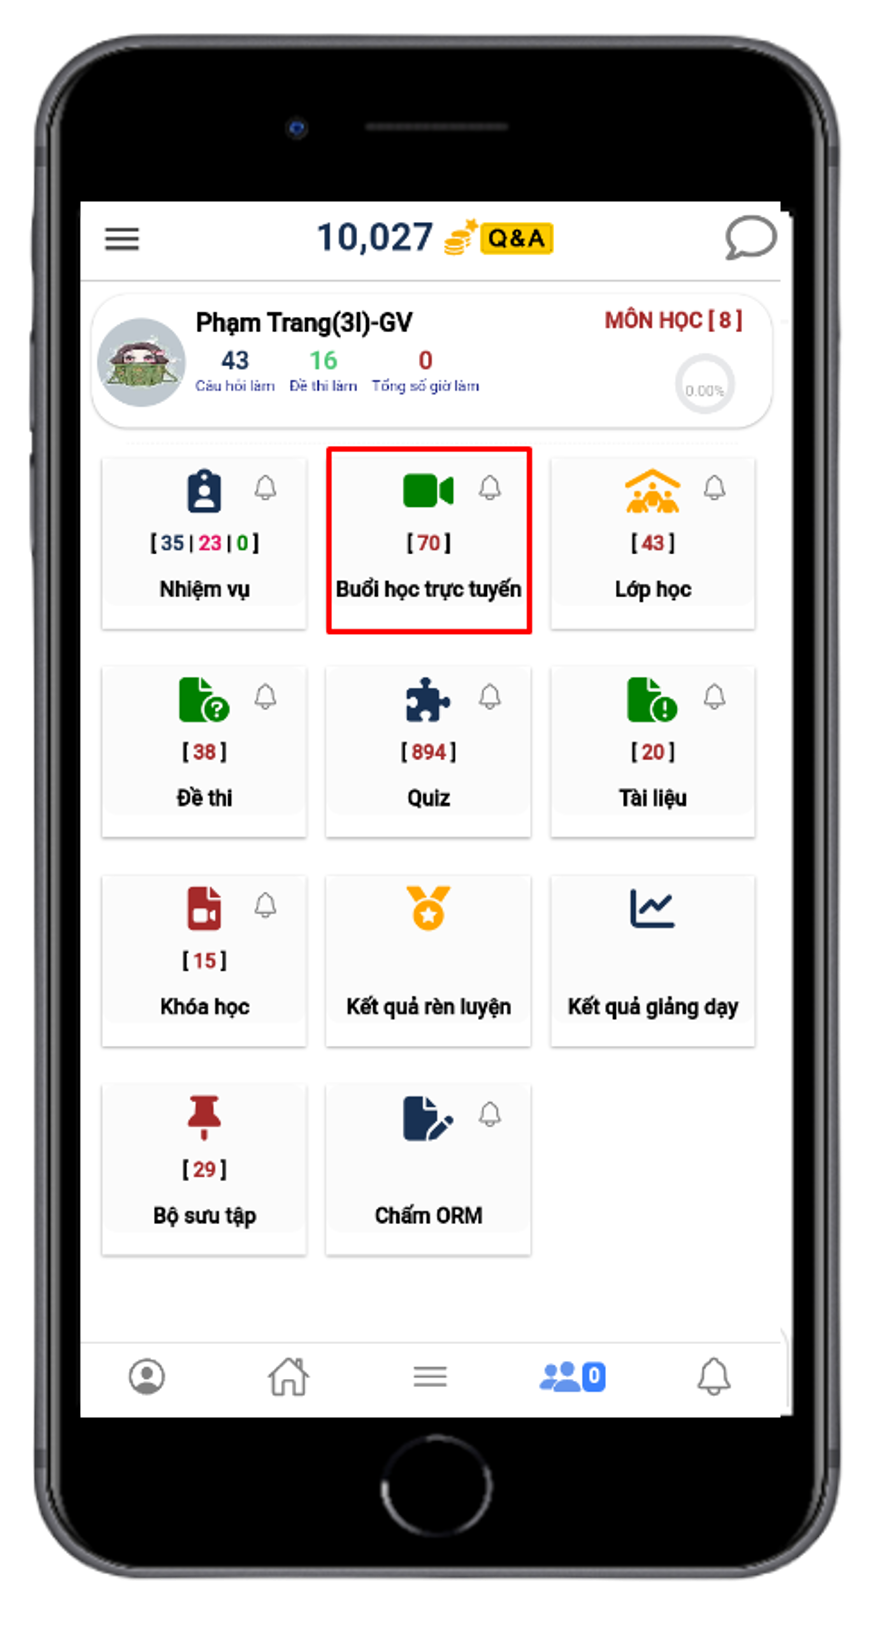 10,027 Q&A
Phạm Trang(3I)-GV
MÔN HỌC [ 8 ]
43 16 0
Câu hỏi làm Đề thi làm Tổng số giờ làm
0.00%
[ 35 | 23 | 0 ]
Nhiệm vụ
[ 70 ]
Buổi học trực tuyến
[ 43 ]
Lớp học
[ 38 ]
Đề thi
[ 894 ]
Quiz
[ 20 ]
Tài liệu
[ 15 ]
Khóa học
Kết quả rèn luyện
Kết quả giảng dạy
[ 29 ]
Bộ sưu tập
Chấm ORM
0